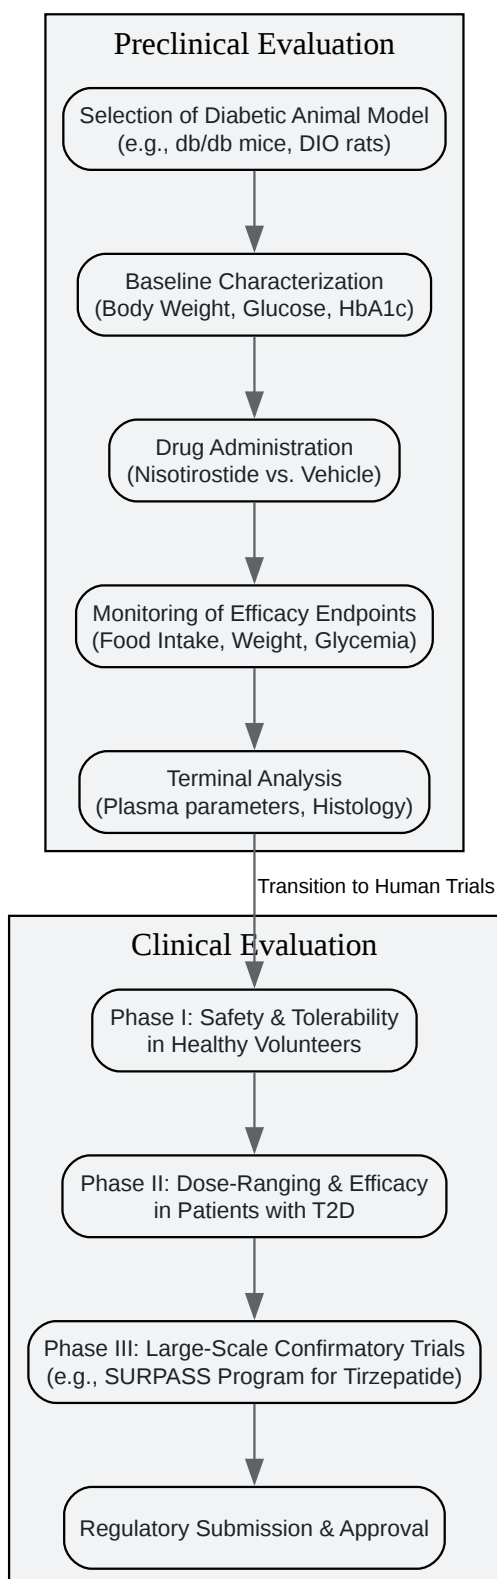 Preclinical Evaluation
Selection of Diabetic Animal Model
(e.g., db/db mice, DIO rats)
Baseline Characterization
(Body Weight, Glucose, HbA1c)
Drug Administration
(Nisotirostide vs. Vehicle)
Monitoring of Efficacy Endpoints
(Food Intake, Weight, Glycemia)
Terminal Analysis
(Plasma parameters, Histology)
Transition to Human Trials
Clinical Evaluation
Phase I: Safety & Tolerability
in Healthy Volunteers
Phase II: Dose-Ranging & Efficacy
in Patients with T2D
Phase III: Large-Scale Confirmatory Trials
(e.g., SURPASS Program for Tirzepatide)
Regulatory Submission & Approval